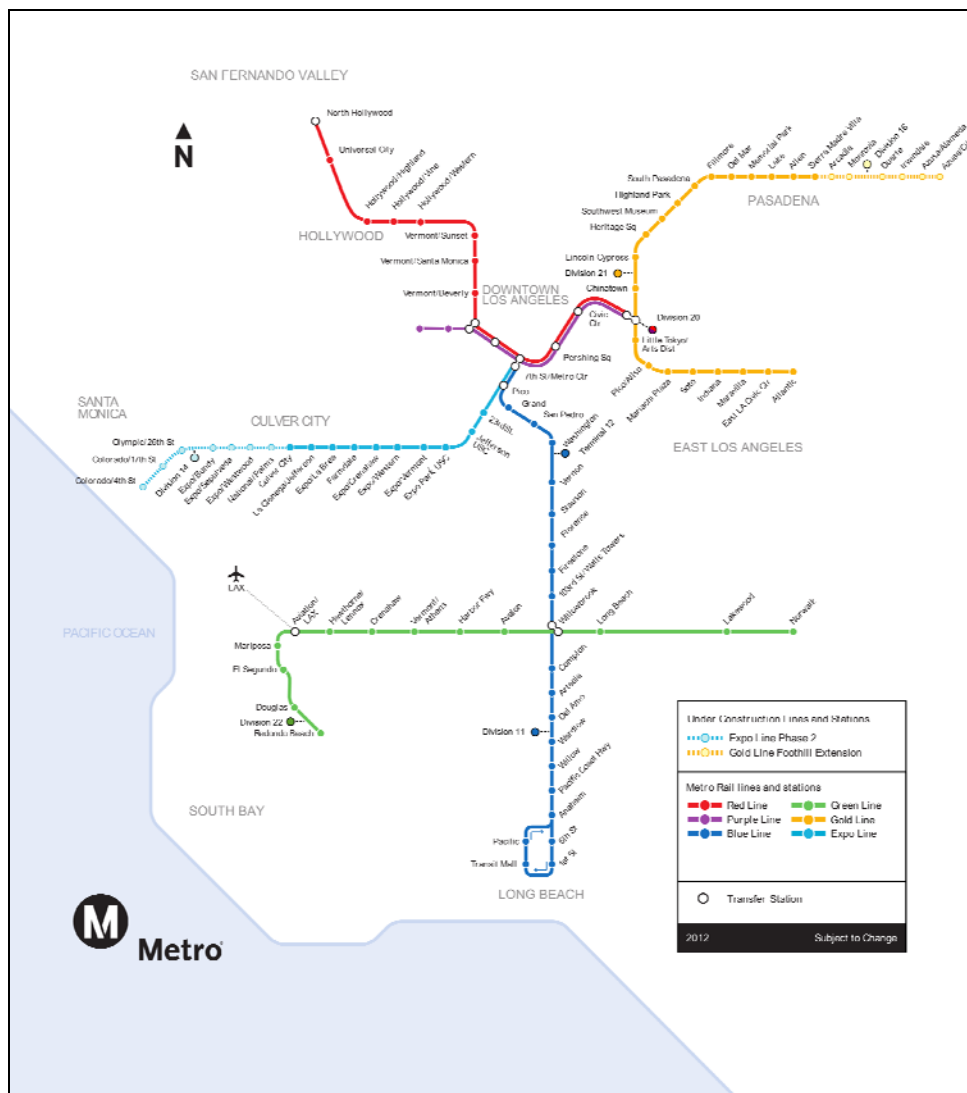 SAN FERNANDO VALLEY
North Hollywood
N
Universal City
Hollywood/Highland
Hollywood/Vine
Hollywood/Western
HOLLYWOOD
Vermont/Sunset
Vermont/Santa Monica
Vermont/Beverly
DOWNTOWN
LOS ANGELES
Civic
Ctr
Pershing Sq
7th St/Metro Ctr
Fillmore
Del Mar
Memorial Park
Lake
Allen
Sierra Madre Villa
Arcadia
Monrovia
Division 16
Duarte
Irwindale
Azusa/Alameda
PASADENA
South Pasadena
Highland Park
Southwest Museum
Heritage Sq
Lincoln Cypress
Division 21
Chinatown
Division 20
Little Tokyo/
Arts Dist
Pico/Aliso
Mariachi Plaza
Soto
Indiana
Maravilla
East LA Civic Ctr
Atlantic
EAST LOS ANGELES
Pico
Grand
San Pedro
Washington
Terminal 12
Vernon
Slauson
Florence
Firestone
103rd St/Watts Towers
Willowbrook
23rd St.
Jefferson
USC
SANTA
MONICA
CULVER CITY
Olympic/26th St
Colorado/17th St
Colorado/4th St
Division 14
Expo/Bundy
Expo/Sepulveda
Expo/Westwood
National/Palms
Culver City
La Cienega/Jefferson
Expo/La Brea
Farmdale
Expo/Crenshaw
Expo/Western
Expo/Vermont
Expo Park USC
LAX
Aviation/
LAX
Hawthorne/
Lennox
Crenshaw
Vermont/
Athens
Harbor Fwy
Avalon
Long Beach
Lakewood
Norwalk
PACIFIC OCEAN
Mariposa
El Segundo
Douglas
Division 22
Redondo Beach
Compton
Artesia
Del Amo
Division 11
Wardlow
Willow
Pacific Coast Hwy
Anaheim
Pacific
5th St
Transit Mall
1st St
SOUTH BAY
LONG BEACH
M
Metro
Under Construction Lines and Stations
Expo Line Phase 2
Gold Line Foothill Extension
Metro Rail lines and stations
Red Line
Green Line
Purple Line
Gold Line
Blue Line
Expo Line
Transfer Station
2012
Subject to Change